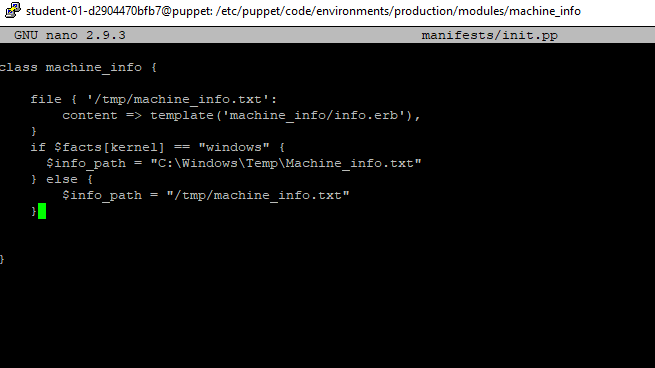 student-01-d2904470bfb7@puppet: /etc/puppet/code/environments/production/modules/machine_info
GNU nano 2.9.3 manifests/init.pp
class machine_info {
file { '/tmp/machine_info.txt':
content => template('machine_info/info.erb'),
}
if $facts[kernel] == "windows" {
$info_path = "C:\Windows\Temp\Machine_info.txt"
} else {
$info_path = "/tmp/machine_info.txt"
}
}